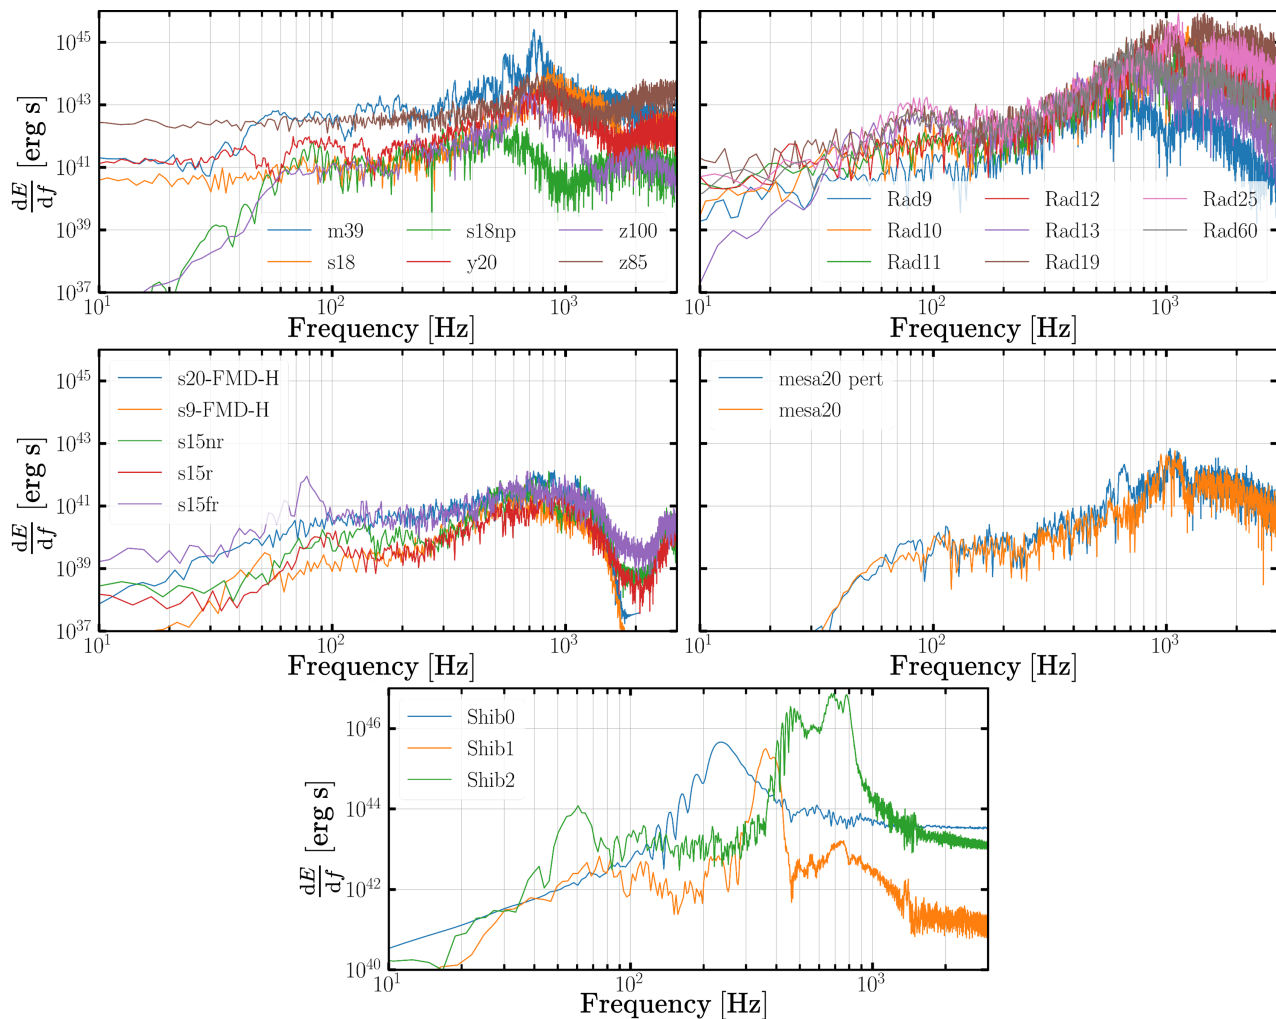 dE/df [erg s]
10^45
10^43
10^41
10^39
10^37
m39
s18
s18np
y20
z100
z85
10^1
10^2
10^3
Frequency [Hz]
Rad9
Rad10
Rad11
Rad12
Rad13
Rad19
Rad25
Rad60
10^1
10^2
10^3
Frequency [Hz]
dE/df [erg s]
10^45
10^43
10^41
10^39
10^37
s20-FMD-H
s9-FMD-H
s15nr
s15r
s15fr
10^1
10^2
10^3
Frequency [Hz]
mesa20 pert
mesa20
10^1
10^2
10^3
Frequency [Hz]
dE/df [erg s]
10^46
10^44
10^42
10^40
Shib0
Shib1
Shib2
10^1
10^2
10^3
Frequency [Hz]